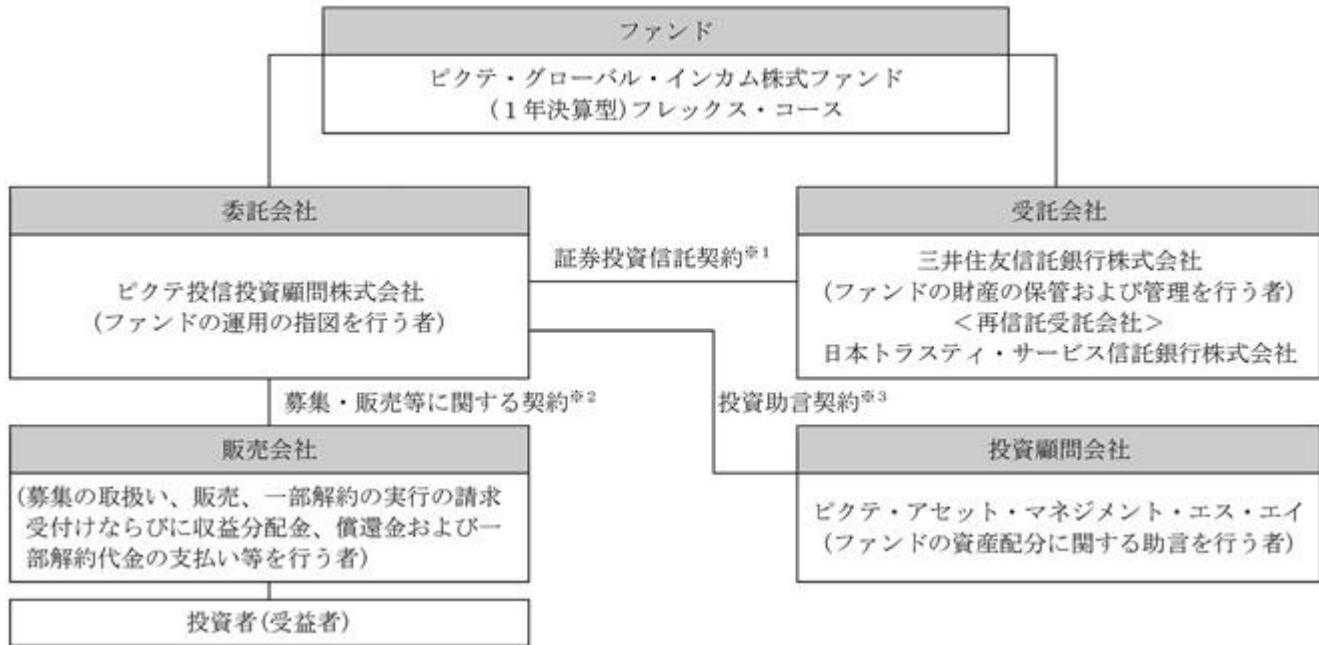 ファンド
ピクテ・グローバル・インカム株式ファンド
(1年決算型)フレックス・コース
委託会社
ピクテ投信投資顧問株式会社
(ファンドの運用の指図を行う者)
証券投資信託契約※1
受託会社
三井住友信託銀行株式会社
(ファンドの財産の保管および管理を行う者)
<再信託受託会社>
日本トラスティ・サービス信託銀行株式会社
募集・販売等に関する契約※2
投資助言契約※3
販売会社
(募集の取扱い、販売、一部解約の実行の請求
受付けならびに収益分配金、償還金および一
部解約代金の支払い等を行う者)
投資顧問会社
ピクテ・アセット・マネジメント・エス・エイ
(ファンドの資産配分に関する助言を行う者)
投資者(受益者)